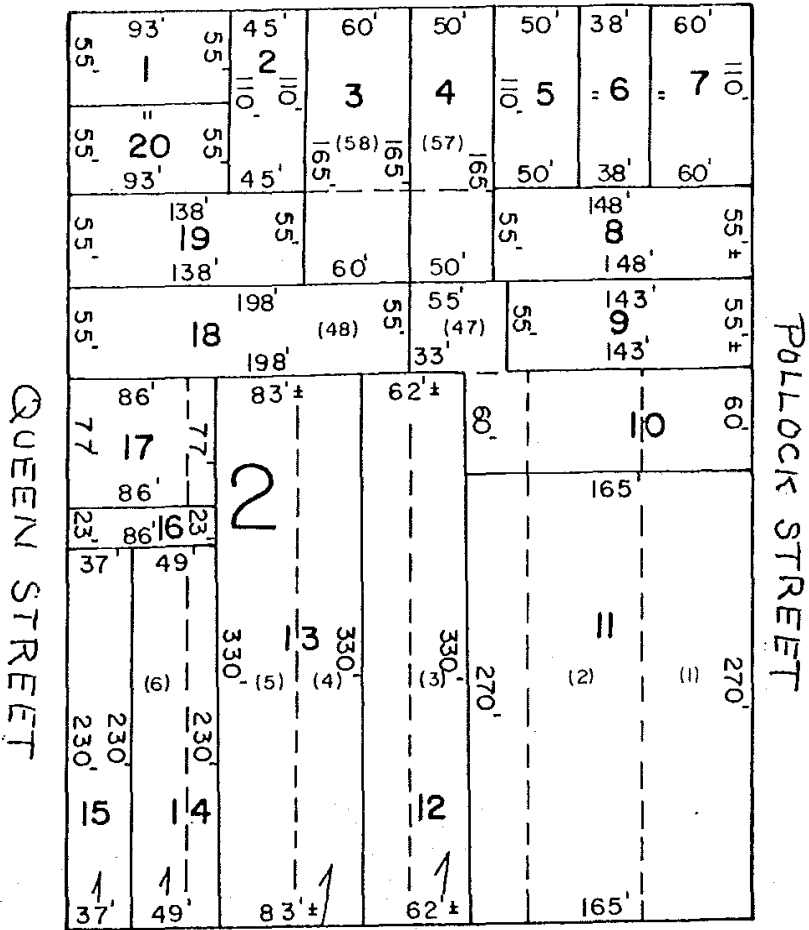 93' 45' 60' 50' 50' 38' 60'
55' 1 55' 2 3 4 5 = 6 = 7 110'
110' 110' 110'
" 
55' 20 55' 165' (58) 165' (57) 165'
93' 45' 50' 38' 60'
138' 148'
55' 19 55' 55' 8 55'±
138' 60' 50' 148'
198' 55' 143'
55' 18 (48) 55' (47) 55' 9 55'±
198' 33' 143'
86' 83'± 62'±
77 17 77' 60' 10 60'
86' 2 165'
23' 86' 16 23'
37' 49'
330' 13 330' 330' 11
(6) (5) (4) (3) 270' (2) (1) 270'
230' 230' 230'
15 14 12
37' 49' 83'± 62'± 165'
QUEEN STREET
POLLOCK STREET